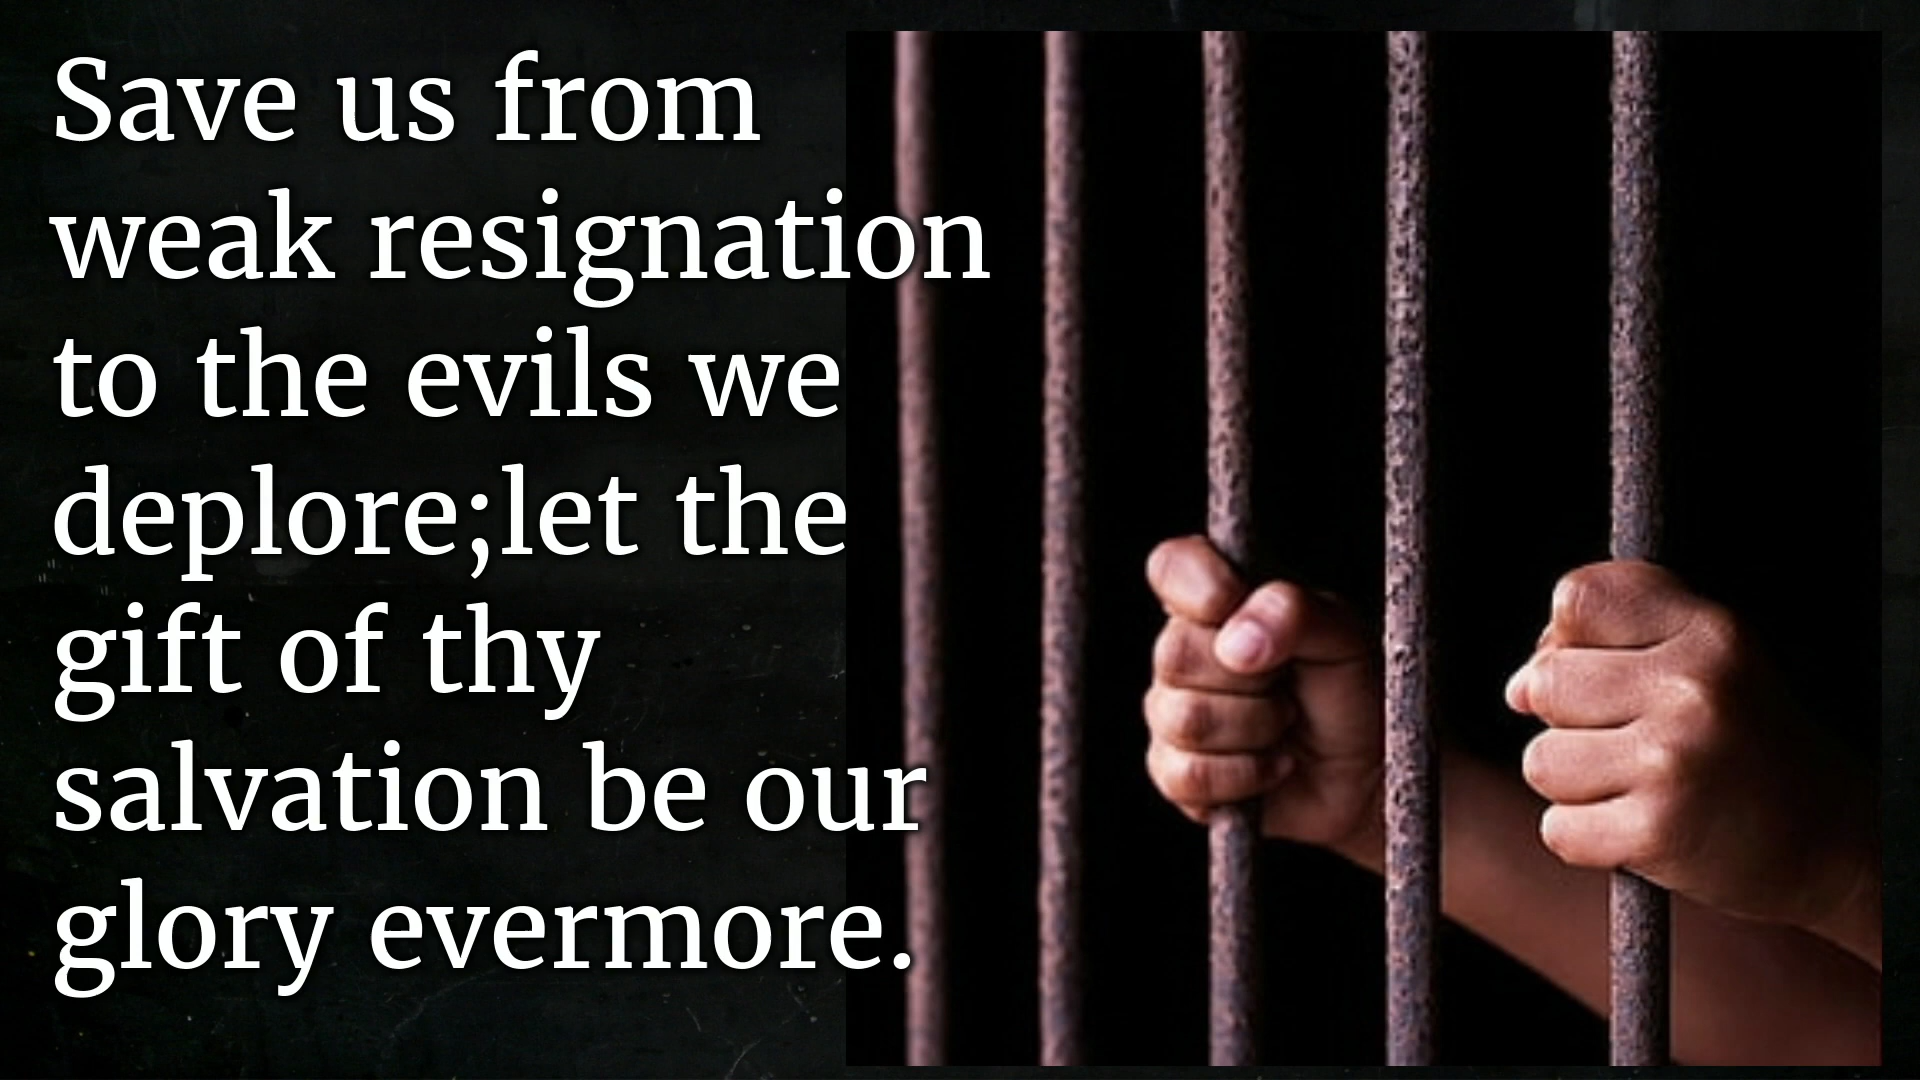 Save us from
weak resignation
to the evils we
deplore;let the
gift of thy
salvation be our
glory evermore.